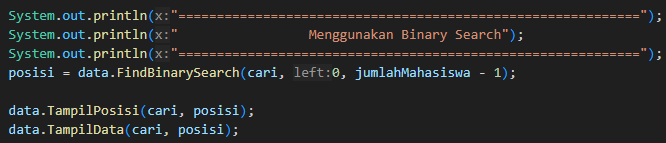 System.out.println(x:"==============================================================");
System.out.println(x:"                  Menggunakan Binary Search");
System.out.println(x:"==============================================================");
posisi = data.FindBinarySearch(cari, left:0, jumlahMahasiswa - 1);
data.TampilPosisi(cari, posisi);
data.TampilData(cari, posisi);